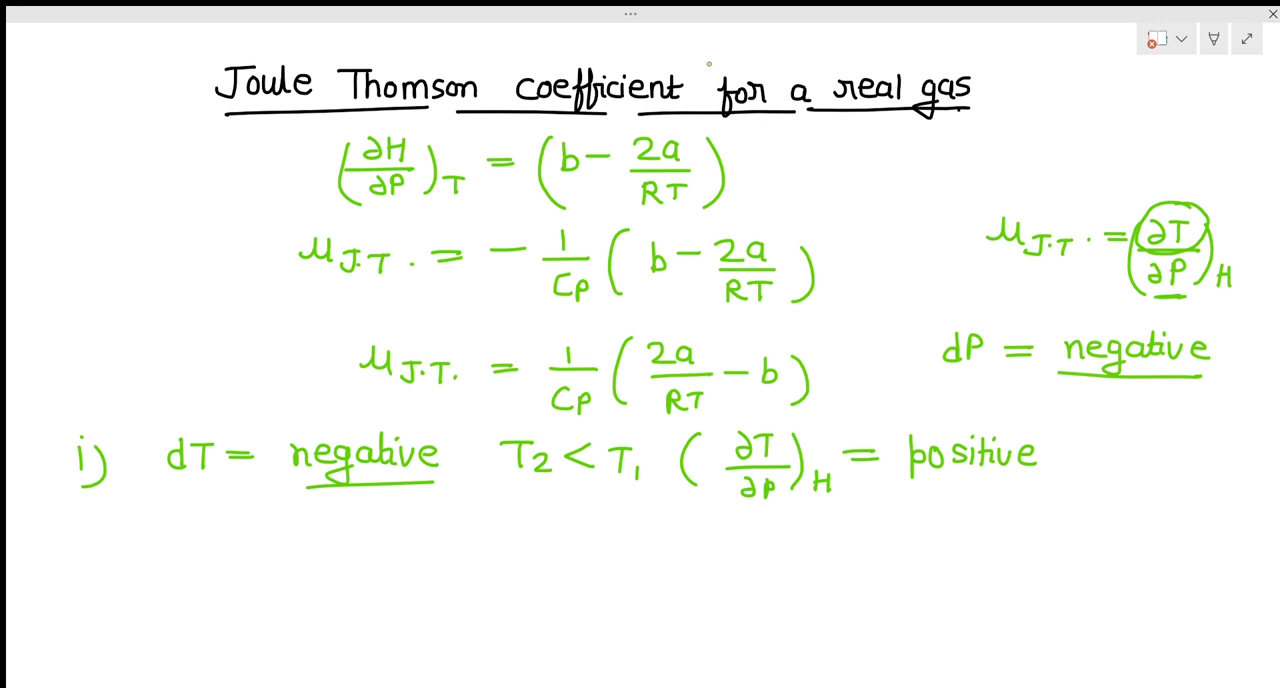 Joule Thomson coefficient for a real gas
(∂H/∂P)T = (b − 2a/RT)
μJ.T. = − 1/CP (b − 2a/RT)
μJ.T. = (∂T/∂P)H
μJ.T. = 1/CP (2a/RT − b)
dP = negative
i) dT = negative T2 < T1 (∂T/∂P)H = positive